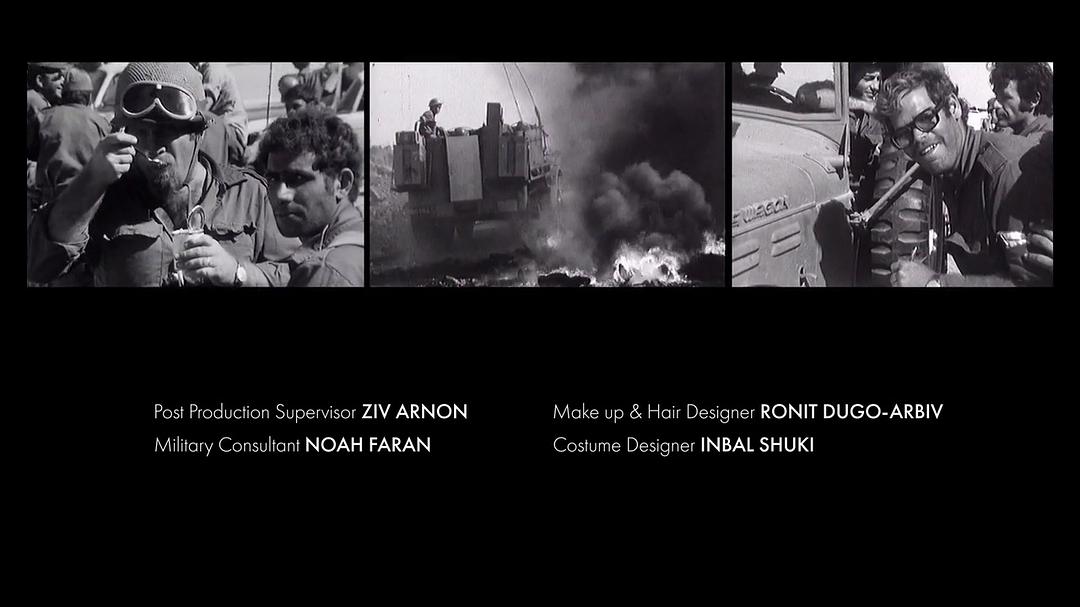 WAGON
Post Production Supervisor ZIV ARNON
Military Consultant NOAH FARAN
Make up & Hair Designer RONIT DUGO-ARBIV
Costume Designer INBAL SHUKI